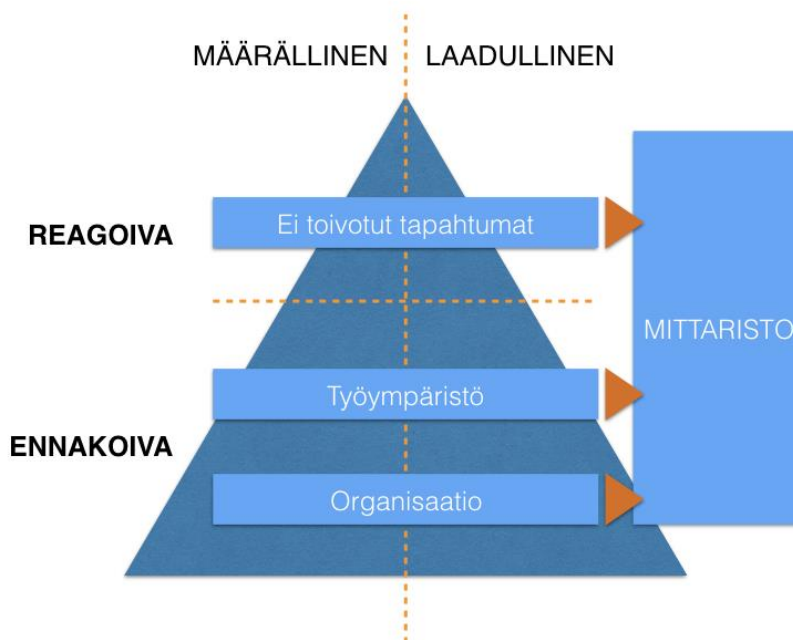 MÄÄRÄLLINEN
LAADULLINEN
REAGOIVA
Ei toivotut tapahtumat
MITTARISTO
Työympäristö
ENNAKOIVA
Organisaatio